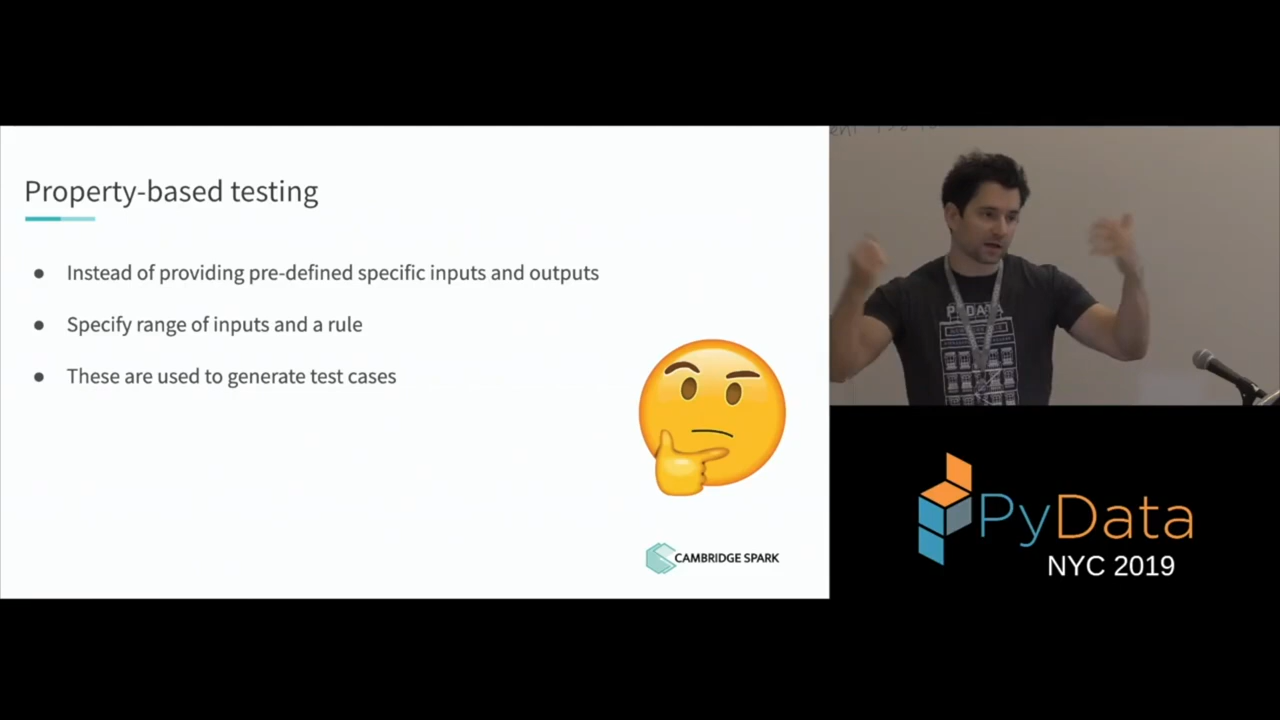 Property-based testing
● Instead of providing pre-defined specific inputs and outputs
● Specify range of inputs and a rule
● These are used to generate test cases
CAMBRIDGE SPARK
PYDATA
PyData
NYC 2019